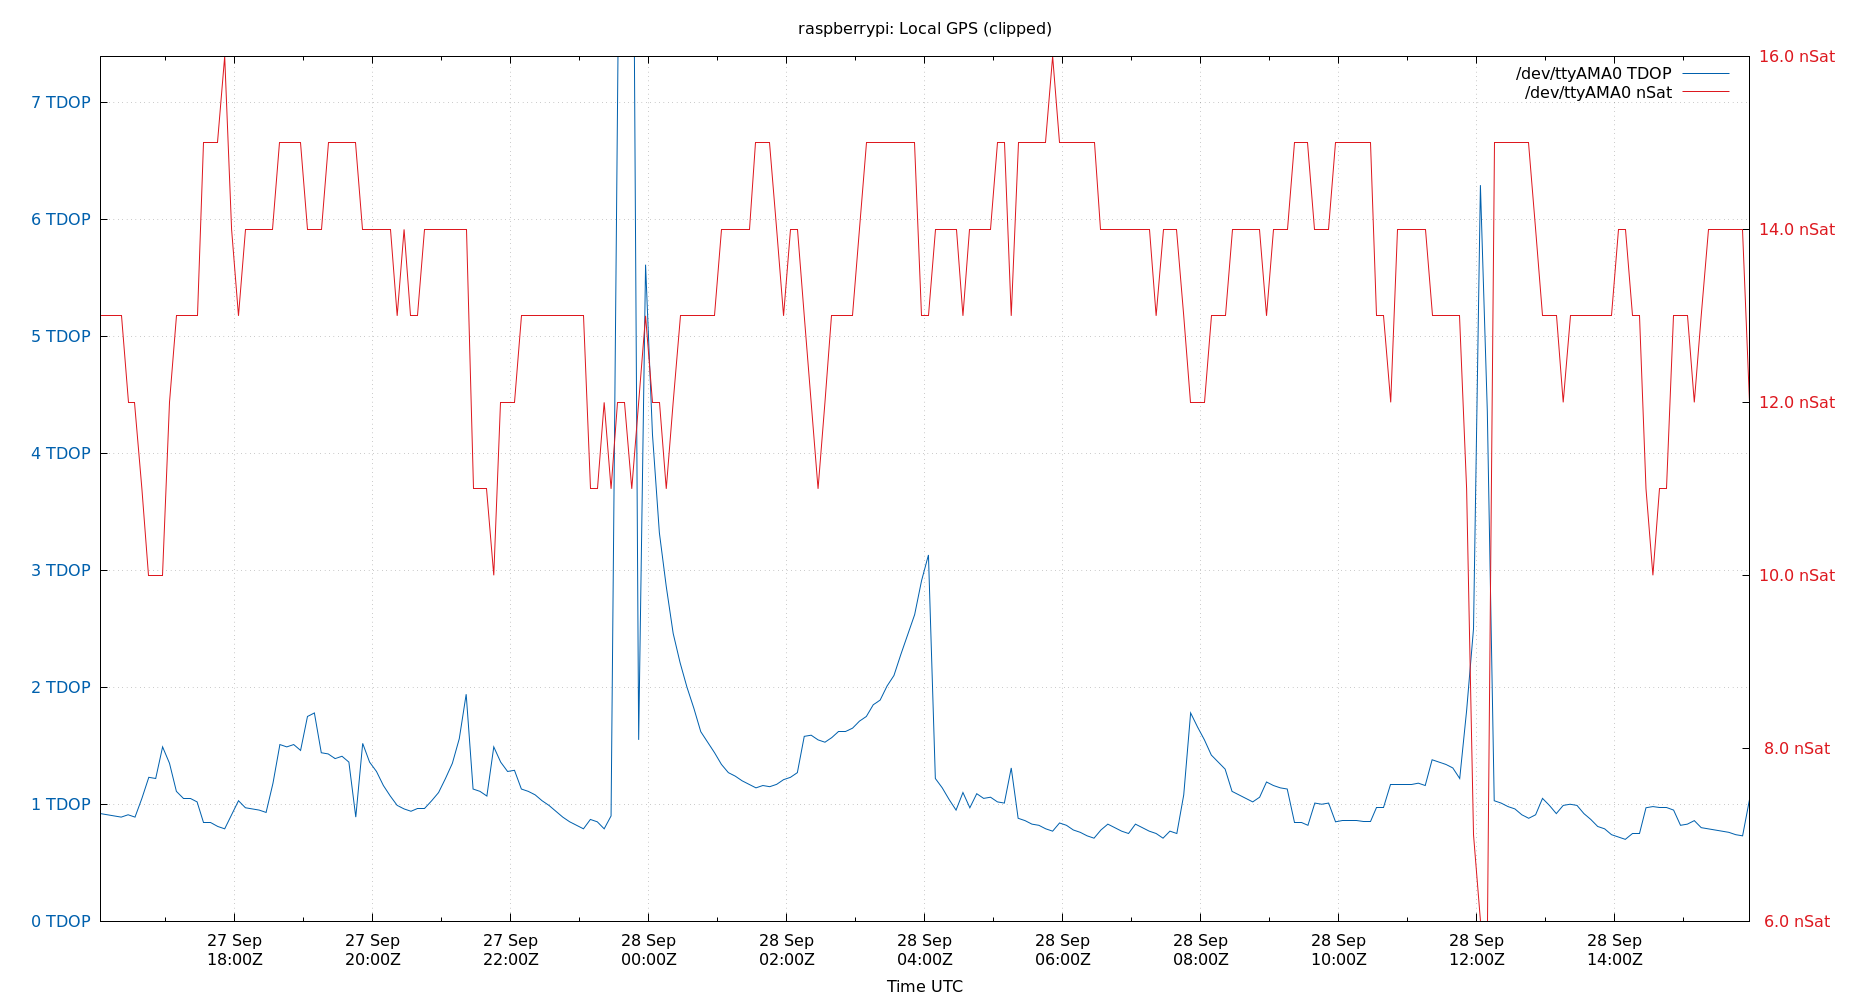 raspberrypi: Local GPS (clipped)
/dev/ttyAMA0 TDOP
/dev/ttyAMA0 nSat
7 TDOP
6 TDOP
5 TDOP
4 TDOP
3 TDOP
2 TDOP
1 TDOP
0 TDOP
16.0 nSat
14.0 nSat
12.0 nSat
10.0 nSat
8.0 nSat
6.0 nSat
27 Sep
18:00Z
27 Sep
20:00Z
27 Sep
22:00Z
28 Sep
00:00Z
28 Sep
02:00Z
28 Sep
04:00Z
28 Sep
06:00Z
28 Sep
08:00Z
28 Sep
10:00Z
28 Sep
12:00Z
28 Sep
14:00Z
Time UTC